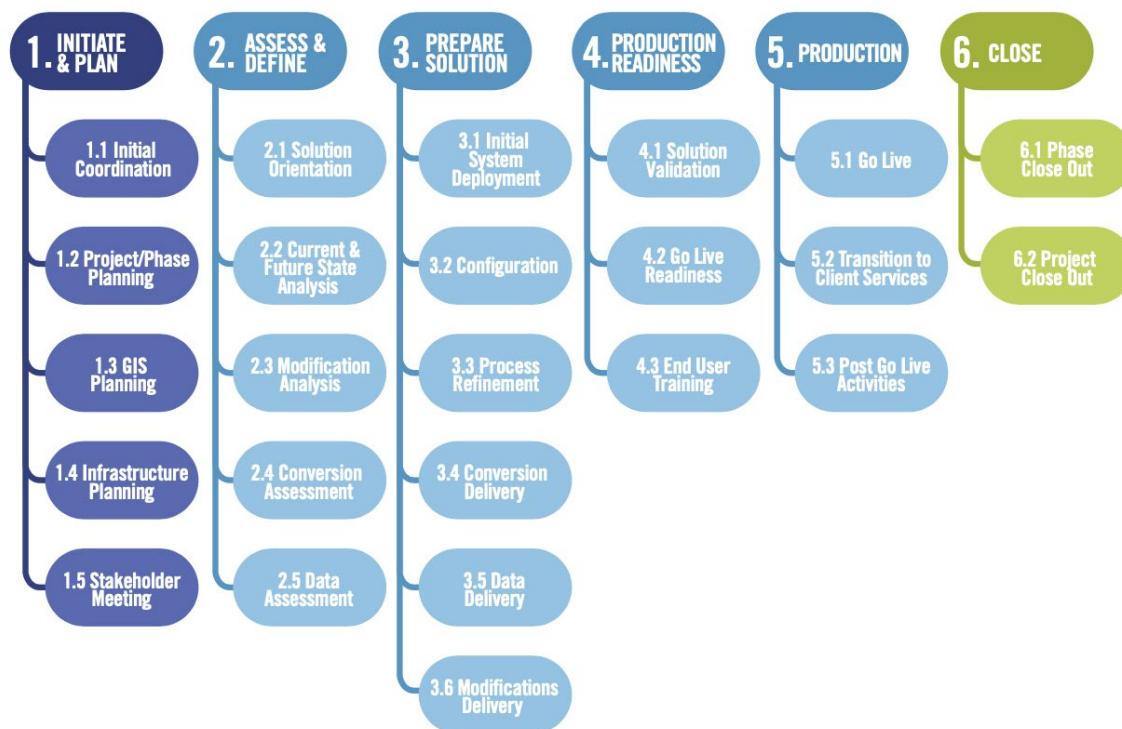 1. INITIATE
& PLAN
1.1 Initial
Coordination
1.2 Project/Phase
Planning
1.3 GIS
Planning
1.4 Infrastructure
Planning
1.5 Stakeholder
Meeting
2. ASSESS &
DEFINE
2.1 Solution
Orientation
2.2 Current &
Future State
Analysis
2.3 Modification
Analysis
2.4 Conversion
Assessment
2.5 Data
Assessment
3. PREPARE
SOLUTION
3.1 Initial
System
Deployment
3.2 Configuration
3.3 Process
Refinement
3.4 Conversion
Delivery
3.5 Data
Delivery
3.6 Modifications
Delivery
4. PRODUCTION
READINESS
4.1 Solution
Validation
4.2 Go Live
Readiness
4.3 End User
Training
5. PRODUCTION
5.1 Go Live
5.2 Transition to
Client Services
5.3 Post Go Live
Activities
6. CLOSE
6.1 Phase
Close Out
6.2 Project
Close Out